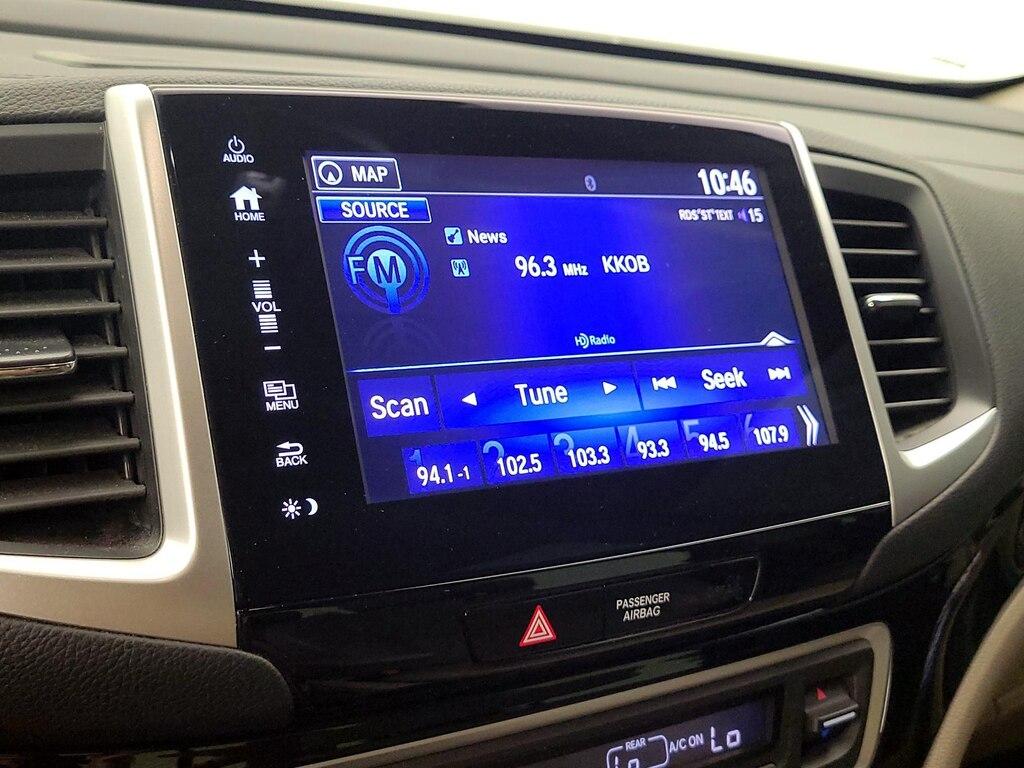 AUDIO
HOME
+
VOL
−
MENU
BACK
MAP
10:46
SOURCE
RDS ST TEXT 15
FM
News
96.3 MHz KKOB
HD Radio
Scan
Tune
Seek
1 94.1-1
2 102.5
3 103.3
4 93.3
5 94.5
6 107.9
PASSENGER
AIRBAG
REAR
A/C ON Lo
Lo